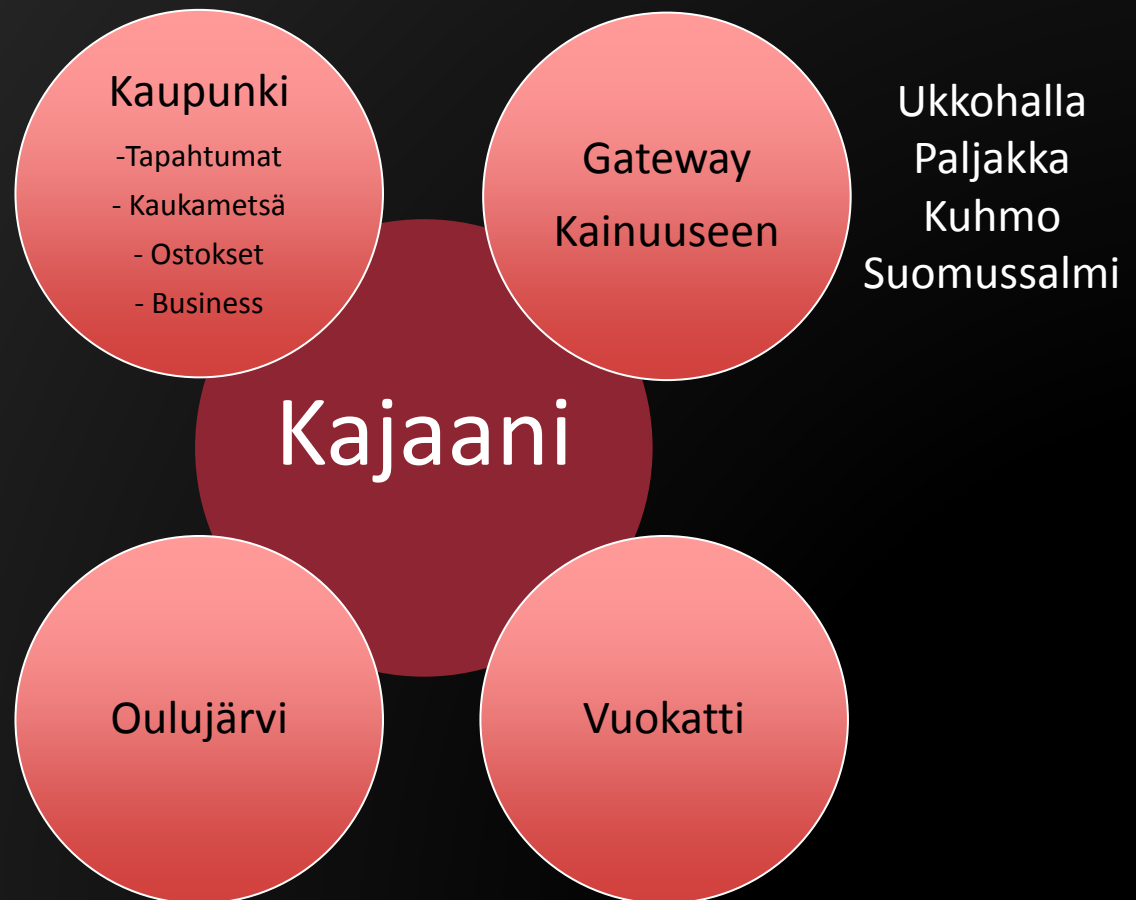 Kaupunki
-Tapahtumat
- Kaukametsä
- Ostokset
- Business
Gateway
Kainuuseen
Ukkohalla
Paljakka
Kuhmo
Suomussalmi
Kajaani
Oulujärvi
Vuokatti